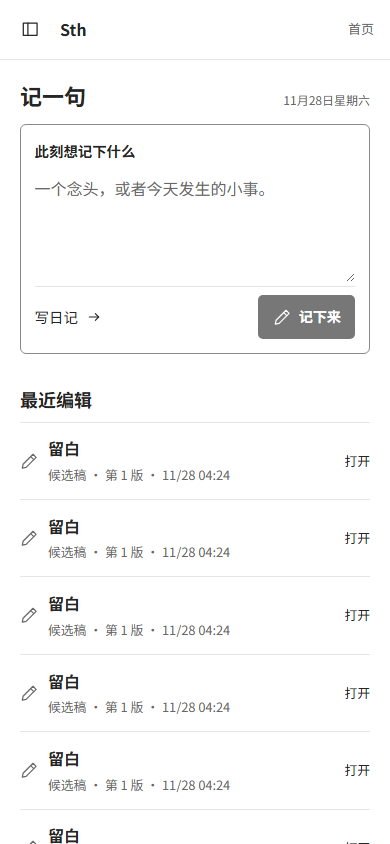 Sth
首页
记一句
11月28日星期六
此刻想记下什么
一个念头，或者今天发生的小事。
写日记 →
记下来
最近编辑
留白
候选稿 · 第 1 版 · 11/28 04:24
打开
留白
候选稿 · 第 1 版 · 11/28 04:24
打开
留白
候选稿 · 第 1 版 · 11/28 04:24
打开
留白
候选稿 · 第 1 版 · 11/28 04:24
打开
留白
候选稿 · 第 1 版 · 11/28 04:24
打开
留白